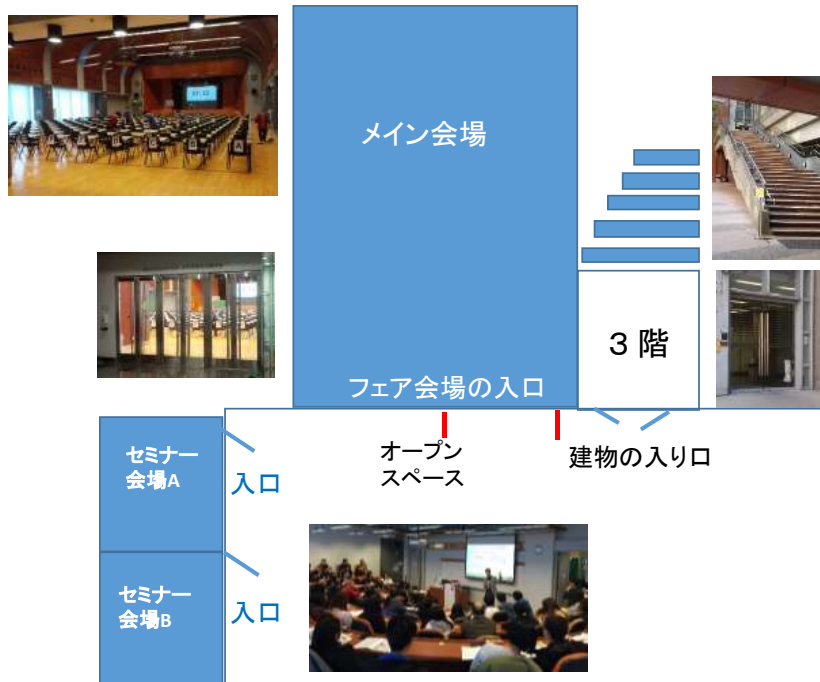 メイン会場
３階
フェア会場の入口
オープン
スペース
建物の入り口
セミナー
会場A
入口
セミナー
会場B
入口